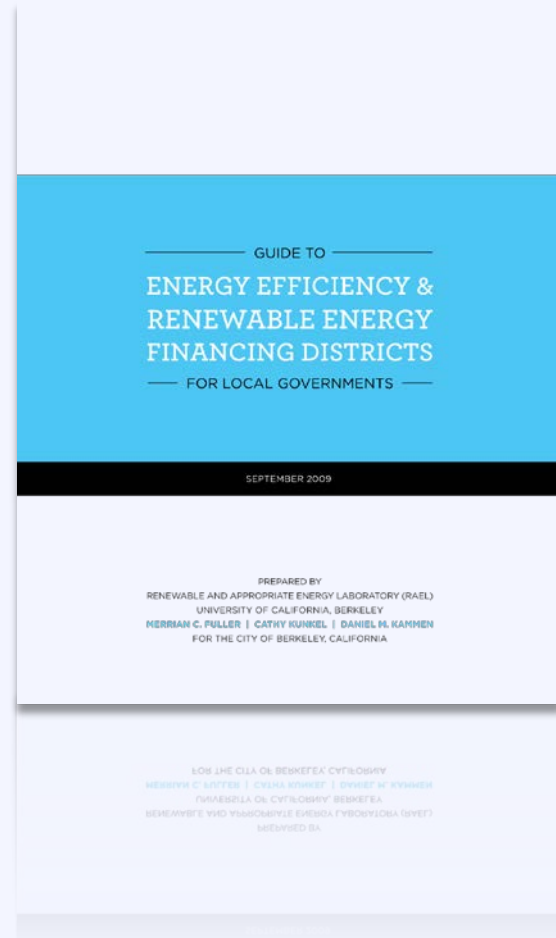 GUIDE TO
ENERGY EFFICIENCY &
RENEWABLE ENERGY
FINANCING DISTRICTS
FOR LOCAL GOVERNMENTS
SEPTEMBER 2009
PREPARED BY
RENEWABLE AND APPROPRIATE ENERGY LABORATORY (RAEL)
UNIVERSITY OF CALIFORNIA, BERKELEY
MERRIAN C. FULLER | CATHY KUNKEL | DANIEL M. KAMMEN
FOR THE CITY OF BERKELEY, CALIFORNIA